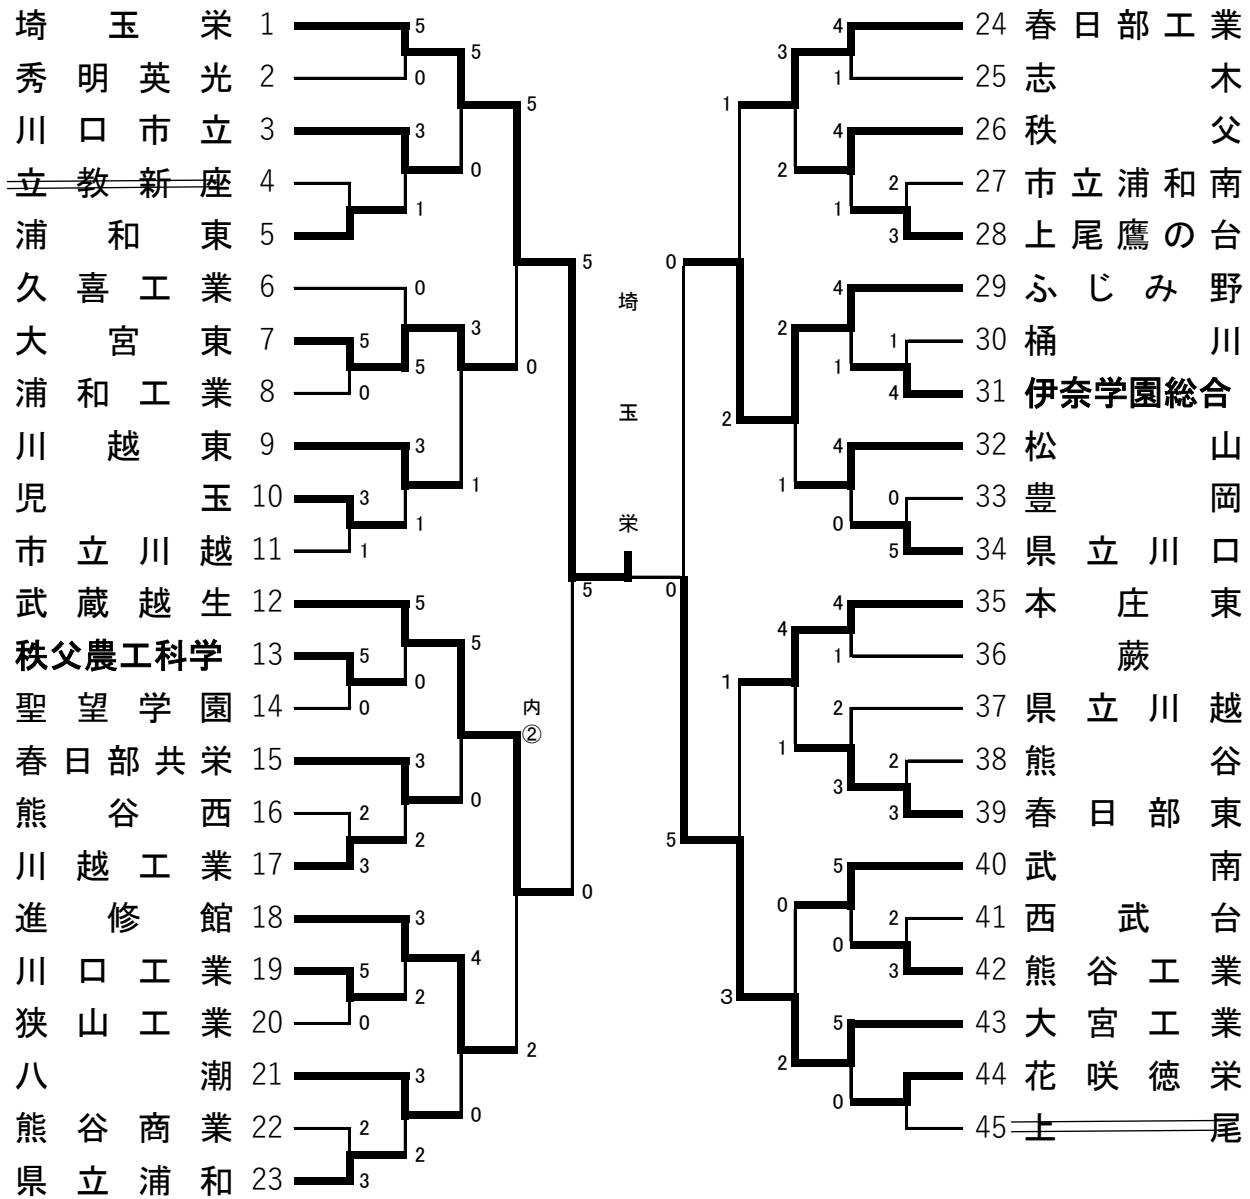 埼玉栄 1
秀明英光 2
川口市立 3
立教新座 4
浦和東 5
久喜工業 6
大宮東 7
浦和工業 8
川越東 9
児玉 10
市立川越 11
武蔵越生 12
秩父農工科学 13
聖望学園 14
春日部共栄 15
熊谷西 16
川越工業 17
進修館 18
川口工業 19
狭山工業 20
八潮 21
熊谷商業 22
県立浦和 23
5
0
3
1
0
5
0
5
3
3
1
1
5
5
0
0
3
2
3
2
3
5
0
2
3
2
3
2
5
0
3
1
5
0
4
0
5
0
内
②
2
5
0
5
0
埼
玉
栄
0
5
1
2
1
3
3
2
2
1
4
1
0
2
4
1
4
1
2
3
4
1
1
4
4
0
0
5
4
1
2
3
2
3
5
0
2
3
5
0
24 春日部工業
25 志木
26 秩父
27 市立浦和南
28 上尾鷹の台
29 ふじみ野
30 桶川
31 伊奈学園総合
32 松山
33 豊岡
34 県立川口
35 本庄東
36 蕨
37 県立川越
38 熊谷
39 春日部東
40 武南
41 西武台
42 熊谷工業
43 大宮工業
44 花咲徳栄
45 上尾